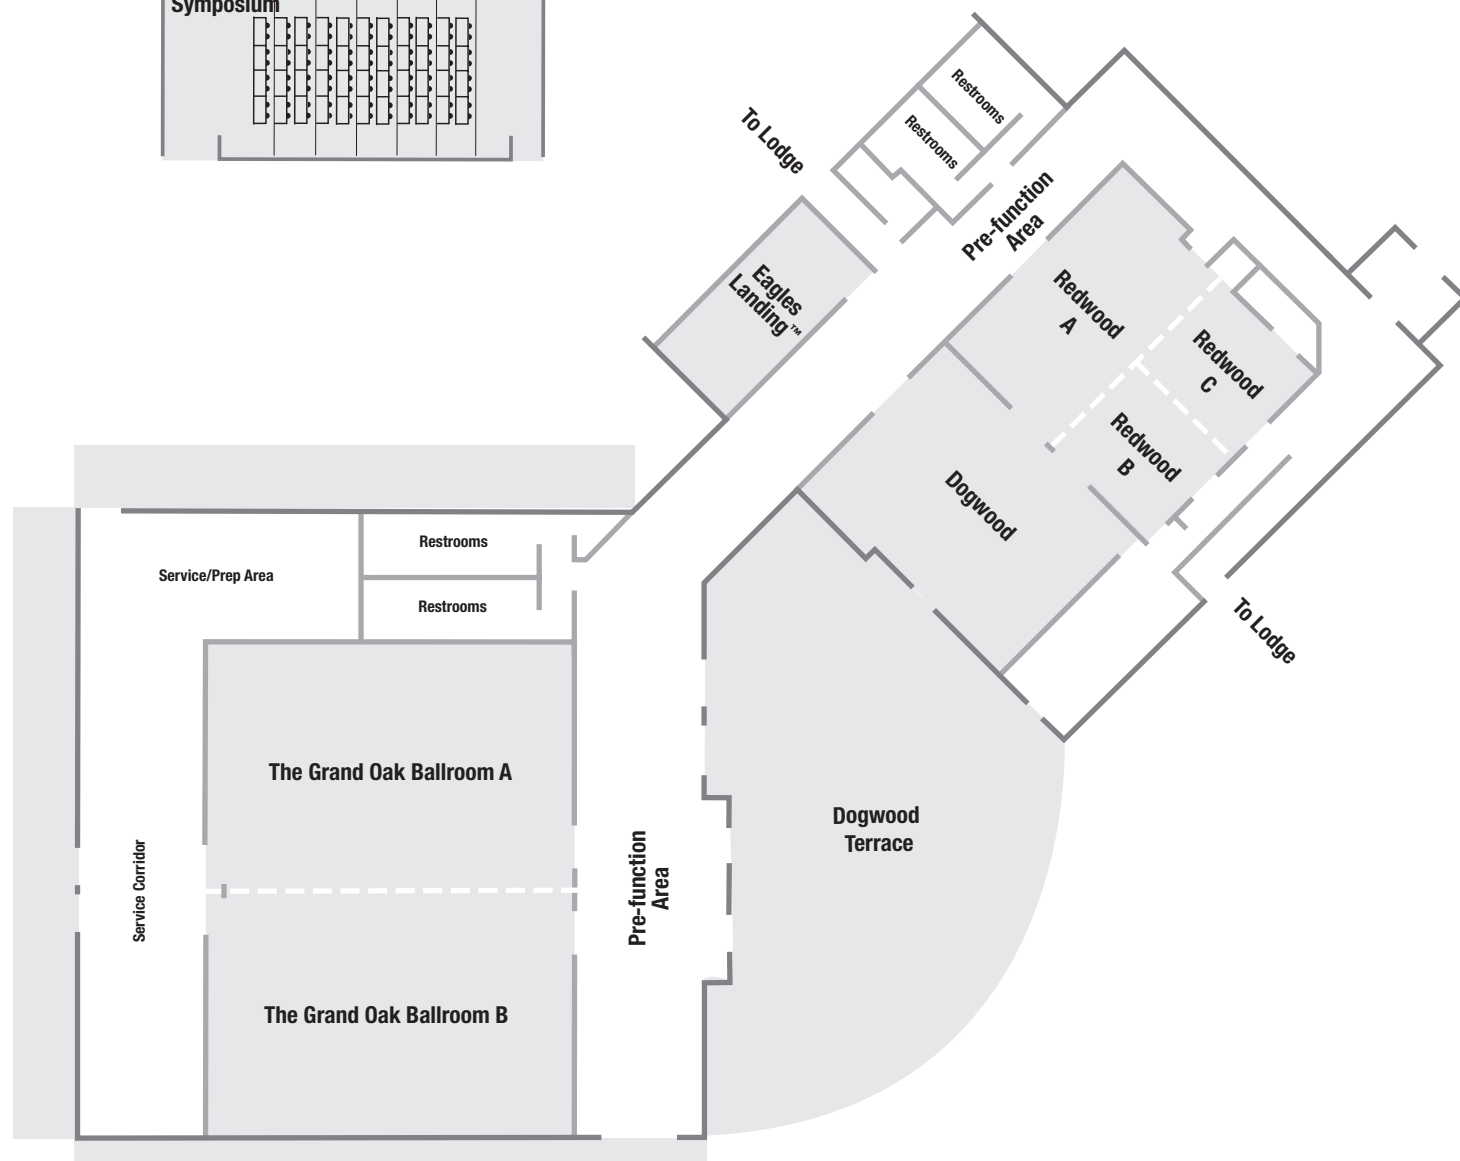 Symposium
Restrooms
Restrooms
To Lodge
Pre-function
Area
Eagles
Landing™
Redwood
A
Redwood
C
Redwood
B
Dogwood
Restrooms
Service/Prep Area
Restrooms
To Lodge
The Grand Oak Ballroom A
Dogwood
Terrace
Service Corridor
Pre-function
Area
The Grand Oak Ballroom B